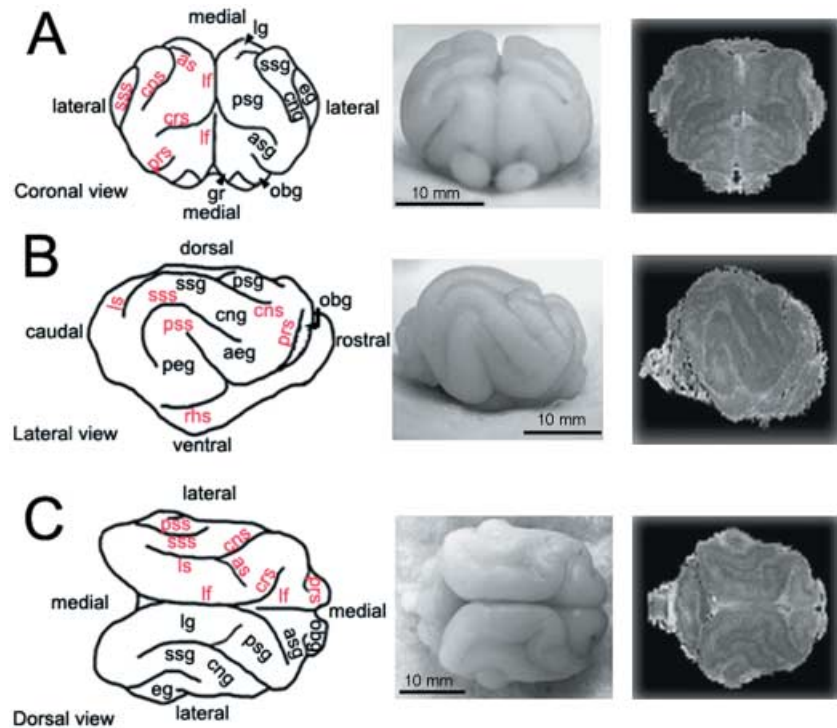 A
medial
lg
as
lf
ssg
eg
lateral
sss
cns
psg
cng
lateral
crs
lf
asg
prs
Coronal view
gr
obg
medial
10 mm
B
dorsal
ls
sss
ssg
psg
obg
cng
cns
caudal
pss
prs
rostral
peg
aeg
rhs
Lateral view
ventral
10 mm
C
lateral
pss
sss
cns
ls
as
crs
prs
medial
lf
lf
medial
lg
psg
asg
obg
ssg
cng
eg
lateral
Dorsal view
10 mm